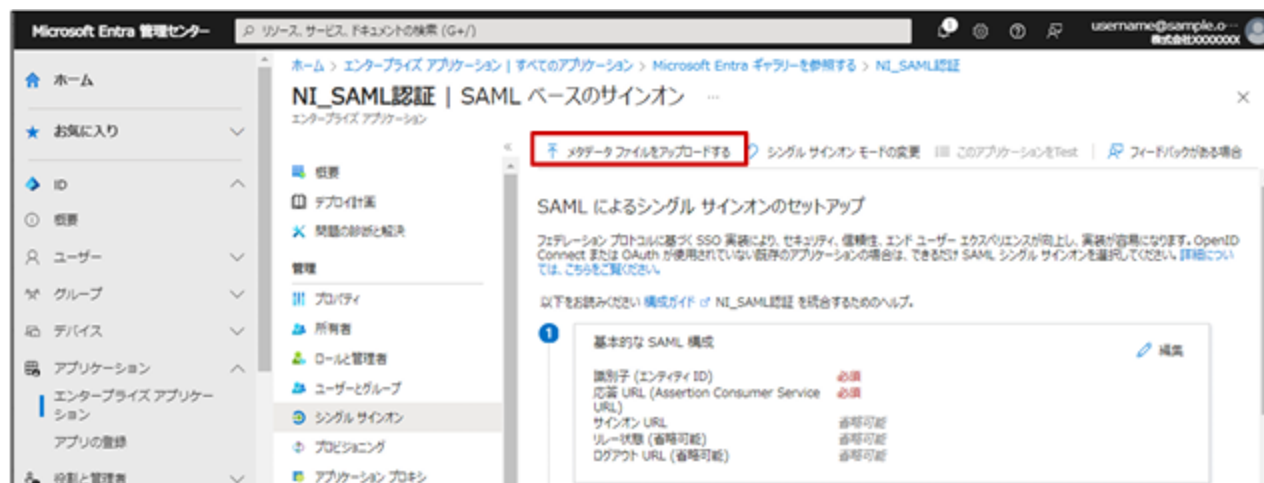 Microsoft Entra 管理センター
リソース、サービス、ドキュメントの検索 (G+/)
1
username@sample.o…
株式会社XXXXXXX
ホーム
お気に入り
ID
概要
ユーザー
グループ
デバイス
アプリケーション
エンタープライズ アプリケー
ション
アプリの登録
役割と管理者
ホーム > エンタープライズ アプリケーション | すべてのアプリケーション > Microsoft Entra ギャラリーを参照する > NI_SAML認証
NI_SAML認証 | SAML ベースのサインオン …
エンタープライズ アプリケーション
概要
デプロイ計画
問題の診断と解決
管理
プロパティ
所有者
ロールと管理者
ユーザーとグループ
シングル サインオン
プロビジョニング
アプリケーション プロキシ
メタデータ ファイルをアップロードする
シングル サインオン モードの変更
このアプリケーションをTest
フィードバックがある場合
SAML によるシングル サインオンのセットアップ
フェデレーション プロトコルに基づく SSO 実装により、セキュリティ、信頼性、エンド ユーザー エクスペリエンスが向上し、実装が容易になります。OpenID
Connect または OAuth が使用されていない既存のアプリケーションの場合は、できるだけ SAML シングル サインオンを選択してください。詳細につい
ては、こちらをご覧ください。
以下をお読みください 構成ガイド NI_SAML認証 を統合するためのヘルプ。
1
基本的な SAML 構成
編集
識別子 (エンティティ ID) 必須
応答 URL (Assertion Consumer Service 必須
URL)
サインオン URL 省略可能
リレー状態 (省略可能) 省略可能
ログアウト URL (省略可能) 省略可能